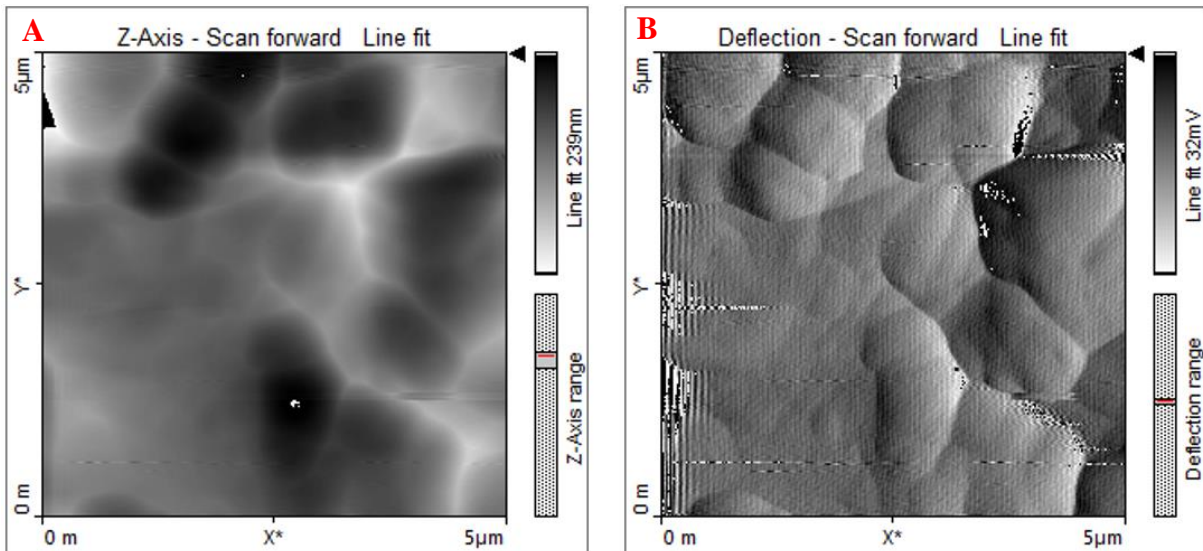 A
Z-Axis - Scan forward Line fit
5µm
Y*
0 m
0 m
X*
5µm
Line fit 239nm
Z-Axis range
B
Deflection - Scan forward Line fit
5µm
Y*
0 m
0 m
X*
5µm
Line fit 32mV
Deflection range